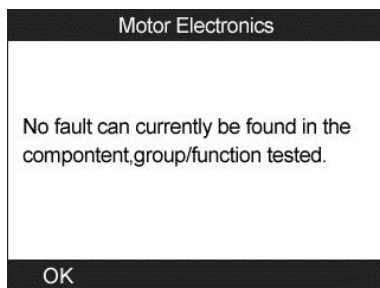 Motor Electronics
No fault can currently be found in the
compontent,group/function tested.
OK